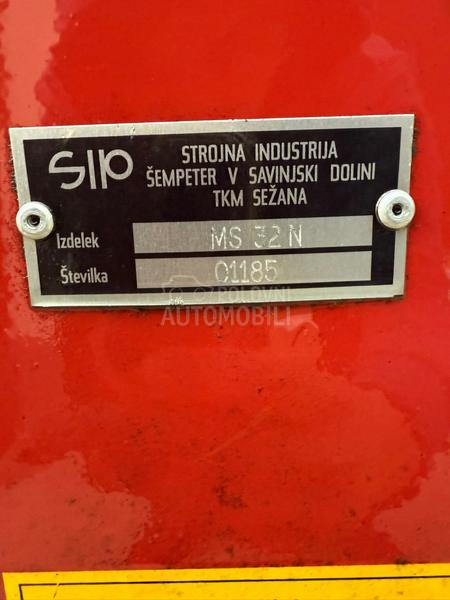 SIP
STROJNA INDUSTRIJA
ŠEMPETER V SAVINJSKI DOLINI
TKM SEŽANA
Izdelek MS 32 N
Številka 01185
POLOVNI
AUTOMOBILI